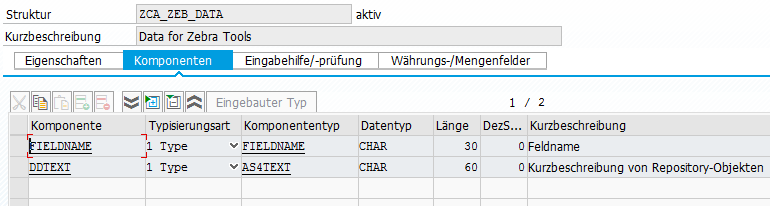 Struktur ZCA_ZEB_DATA aktiv
Kurzbeschreibung Data for Zebra Tools
Eigenschaften Komponenten Eingabehilfe/-prüfung Währungs-/Mengenfelder
Eingebauter Typ 1 / 2
Komponente Typisierungsart Komponententyp Datentyp Länge DezS... Kurzbeschreibung
FIELDNAME 1 Type FIELDNAME CHAR 30 0 Feldname
DDTEXT 1 Type AS4TEXT CHAR 60 0 Kurzbeschreibung von Repository-Objekten